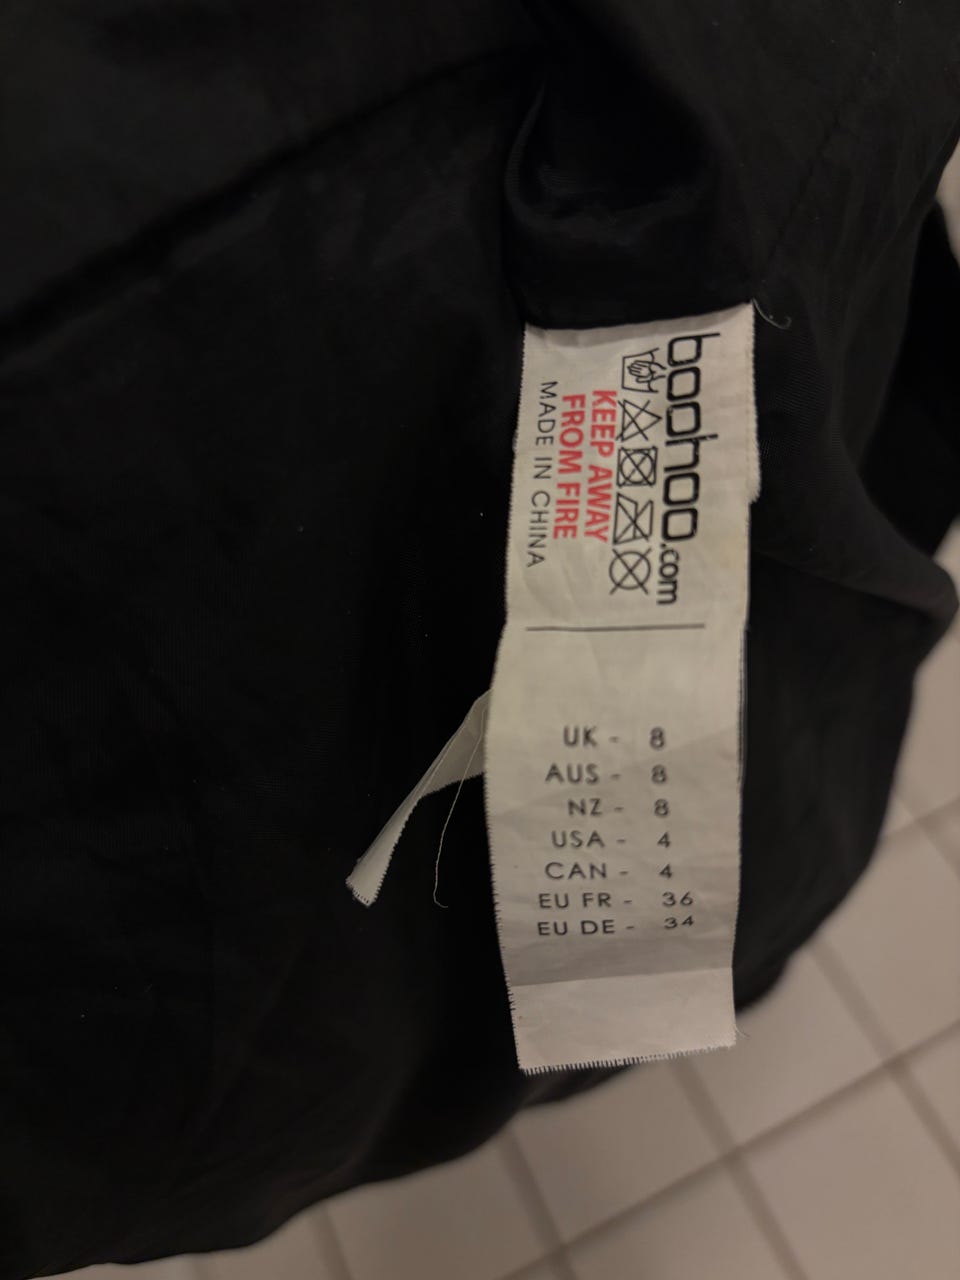 boohoo.com
KEEP AWAY
FROM FIRE
MADE IN CHINA
UK - 8
AUS - 8
NZ - 8
USA - 4
CAN - 4
EU FR - 36
EU DE - 34